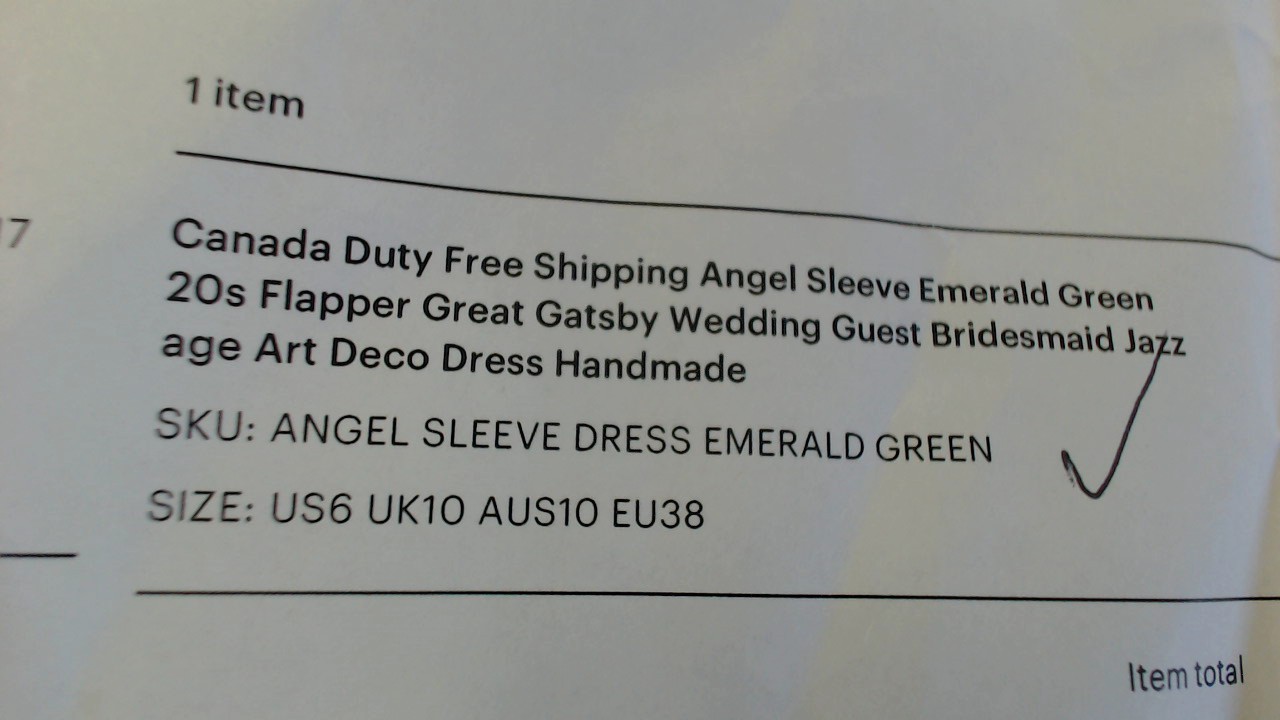 1 item
17
Canada Duty Free Shipping Angel Sleeve Emerald Green
20s Flapper Great Gatsby Wedding Guest Bridesmaid Jazz
age Art Deco Dress Handmade
SKU: ANGEL SLEEVE DRESS EMERALD GREEN
SIZE: US6 UK10 AUS10 EU38
Item total